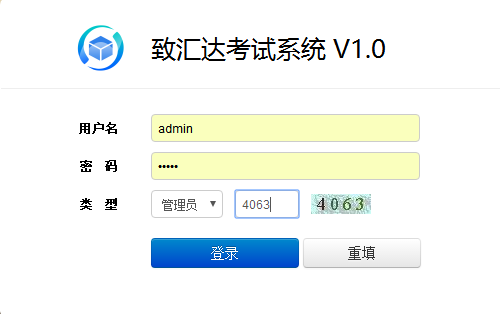 致汇达考试系统 V1.0
用户名 admin
密 码 •••••
类 型 管理员 4063 4063
登录 重填